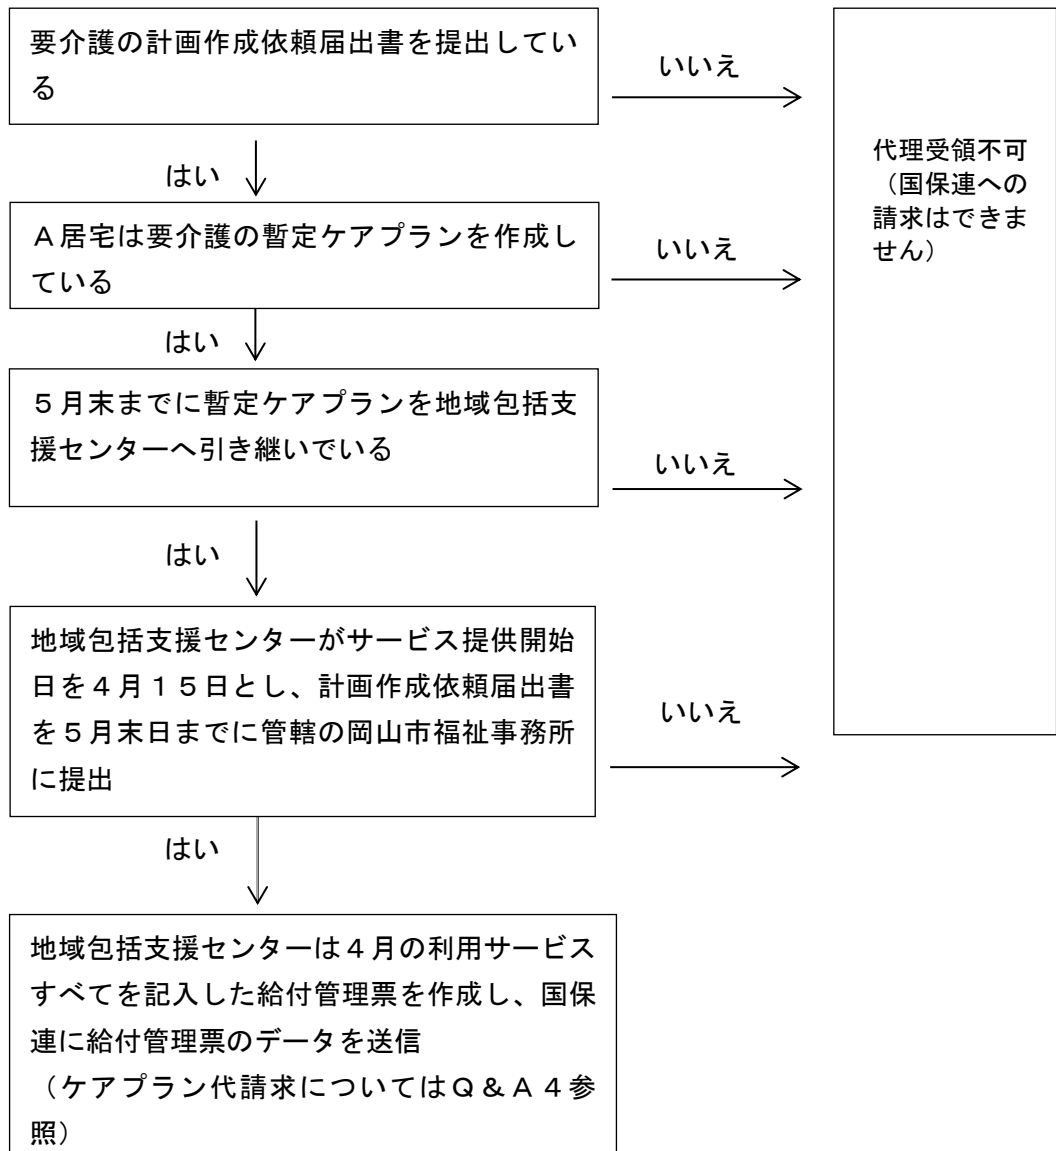 要介護の計画作成依頼届出書を提出してい
る
いいえ
はい
代理受領不可
（国保連への
請求はできま
せん）
A居宅は要介護の暫定ケアプランを作成し
ている
いいえ
はい
５月末までに暫定ケアプランを地域包括支
援センターへ引き継いでいる
いいえ
はい
地域包括支援センターがサービス提供開始
日を４月１５日とし、計画作成依頼届出書
を５月末日までに管轄の岡山市福祉事務所
に提出
いいえ
はい
地域包括支援センターは４月の利用サービス
すべてを記入した給付管理票を作成し、国保
連に給付管理票のデータを送信
（ケアプラン代請求についてはＱ＆Ａ４参
照）